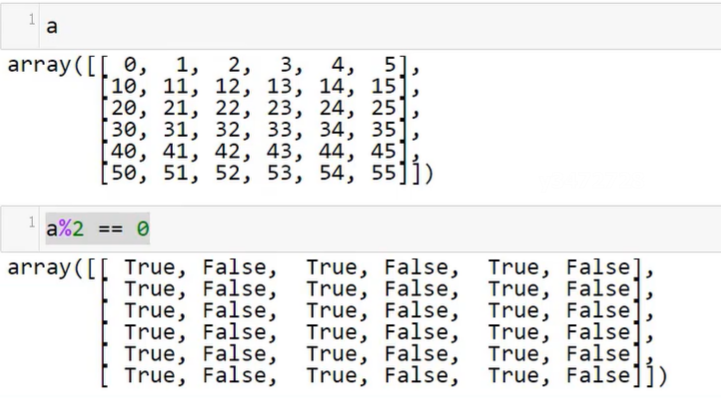 1 a
array([[ 0,  1,  2,  3,  4,  5],
       [10, 11, 12, 13, 14, 15],
       [20, 21, 22, 23, 24, 25],
       [30, 31, 32, 33, 34, 35],
       [40, 41, 42, 43, 44, 45],
       [50, 51, 52, 53, 54, 55]])
1 a%2 == 0
array([[ True, False,  True, False,  True, False],
       [ True, False,  True, False,  True, False],
       [ True, False,  True, False,  True, False],
       [ True, False,  True, False,  True, False],
       [ True, False,  True, False,  True, False],
       [ True, False,  True, False,  True, False]])